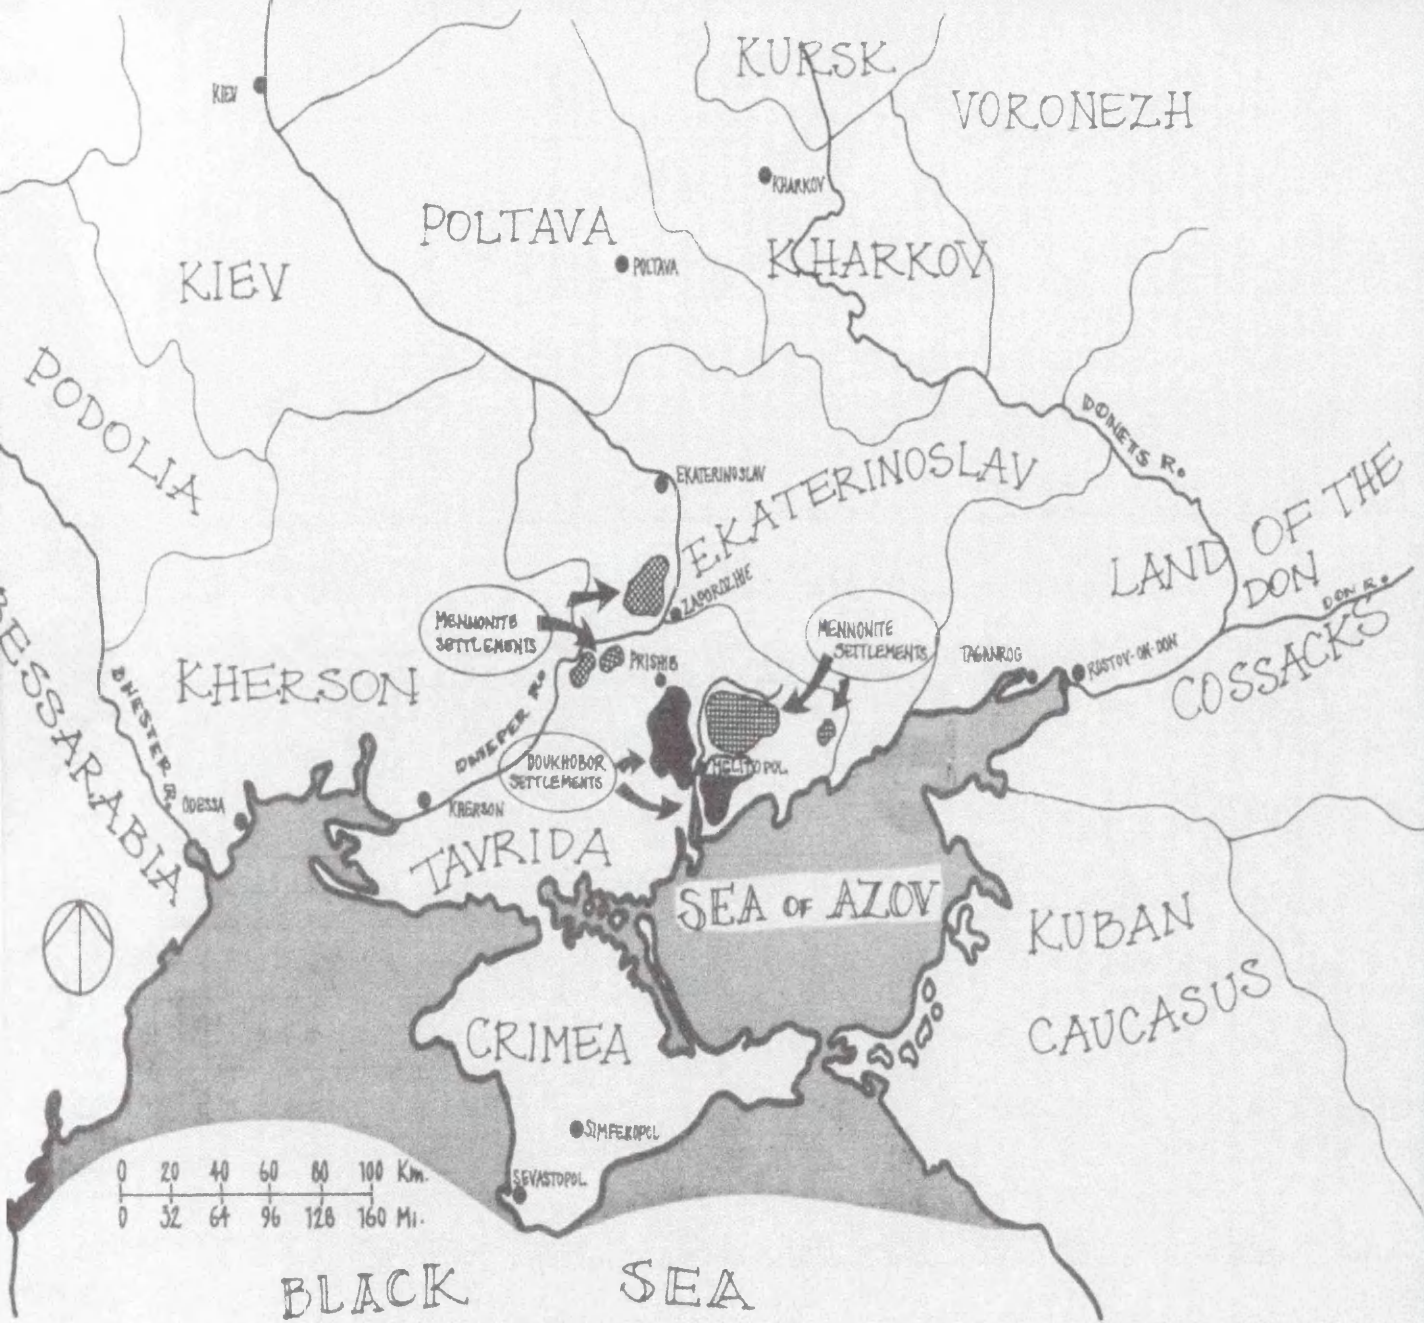 KURSK
VORONEZH
KIEV
KHARKOV
POLTAVA
KHARKOV
POLTAVA
KIEV
PODOLIA
DONETS R.
EKATERINOSLAV
EKATERINOSLAV
LAND OF THE
DON
COSSACKS
DON R.
ZAPOROZHIE
MENNONITE
SETTLEMENTS
MENNONITE
SETTLEMENTS
PRISHIB
TAGANROG
ROSTOV-ON-DON
BESSARABIA
KHERSON
DNESTER R.
DNIEPER R.
DOUKHOBOR
SETTLEMENTS
MELITOPOL
ODESSA
KHERSON
TAVRIDA
SEA OF AZOV
KUBAN
CAUCASUS
CRIMEA
SIMFEROPOL
SEVASTOPOL
0 20 40 60 80 100 Km.
0 32 64 96 128 160 Mi.
BLACK SEA